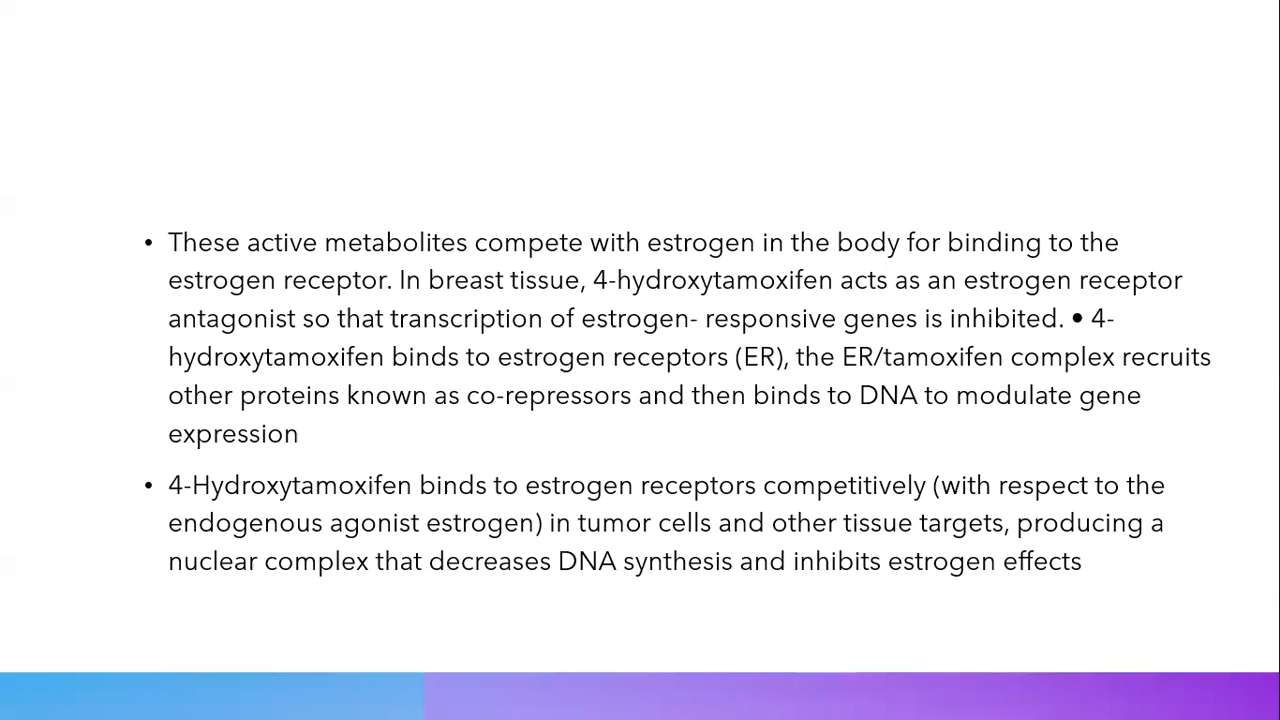 • These active metabolites compete with estrogen in the body for binding to the
estrogen receptor. In breast tissue, 4-hydroxytamoxifen acts as an estrogen receptor
antagonist so that transcription of estrogen- responsive genes is inhibited. • 4-
hydroxytamoxifen binds to estrogen receptors (ER), the ER/tamoxifen complex recruits
other proteins known as co-repressors and then binds to DNA to modulate gene
expression
• 4-Hydroxytamoxifen binds to estrogen receptors competitively (with respect to the
endogenous agonist estrogen) in tumor cells and other tissue targets, producing a
nuclear complex that decreases DNA synthesis and inhibits estrogen effects